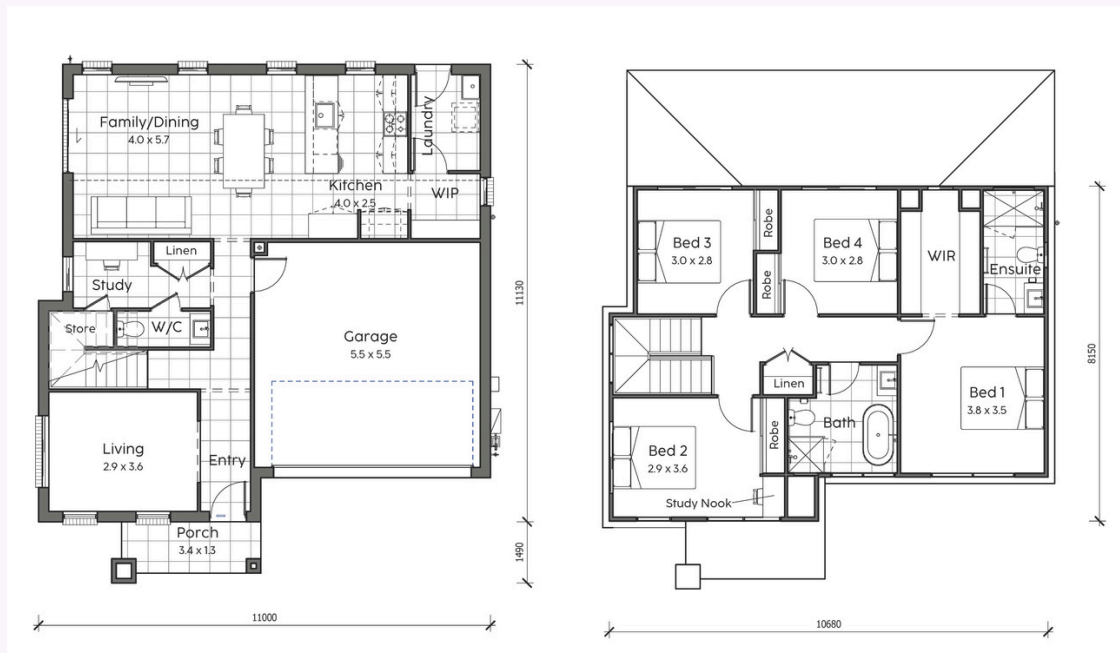 Family/Dining
4.0 x 5.7
Laundry
Kitchen
4.0 x 2.5
WIP
Linen
Study
Store
W/C
Garage
5.5 x 5.5
Living
2.9 x 3.6
Entry
Porch
3.4 x 1.3
11130
1490
11000
Bed 3
3.0 x 2.8
Robe
Robe
Bed 4
3.0 x 2.8
WIR
Ensuite
Linen
Bed 1
3.8 x 3.5
Bath
Robe
Bed 2
2.9 x 3.6
Study Nook
8150
10680